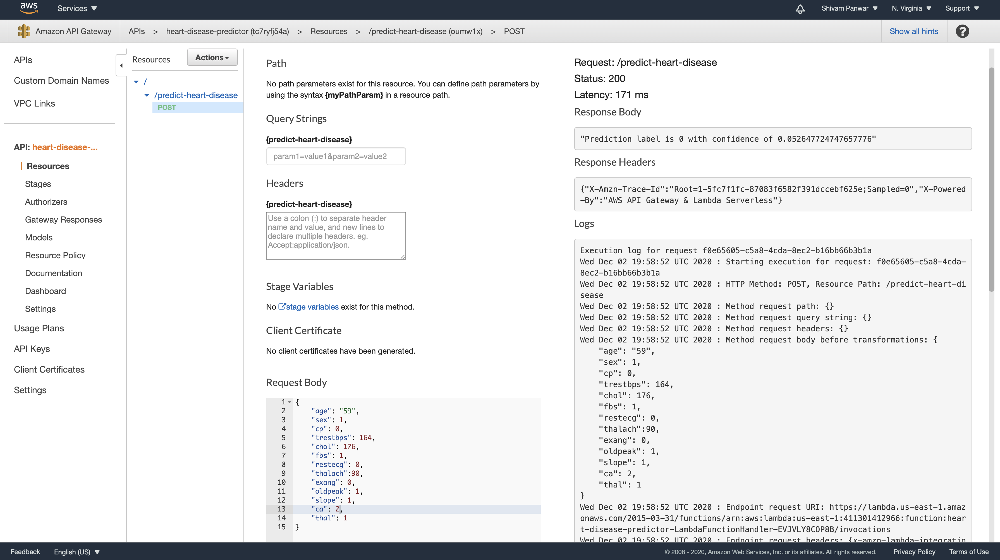 aws
Services
Shivam Panwar
N. Virginia
Support
Amazon API Gateway
APIs > heart-disease-predictor (tc7ryfj54a) > Resources > /predict-heart-disease (oumw1x) > POST
Show all hints
?
APIs
Custom Domain Names
VPC Links
API: heart-disease-...
Resources
Stages
Authorizers
Gateway Responses
Models
Resource Policy
Documentation
Dashboard
Settings
Usage Plans
API Keys
Client Certificates
Settings
Resources
Actions
/
/predict-heart-disease
POST
Path
No path parameters exist for this resource. You can define path parameters by
using the syntax {myPathParam} in a resource path.
Query Strings
{predict-heart-disease}
param1=value1&param2=value2
Headers
{predict-heart-disease}
Use a colon (:) to separate header
name and value, and new lines to
declare multiple headers. eg.
Accept:application/json.
Stage Variables
No stage variables exist for this method.
Client Certificate
No client certificates have been generated.
Request Body
1 {
2 "age": "59",
3 "sex": 1,
4 "cp": 0,
5 "trestbps": 164,
6 "chol": 176,
7 "fbs": 1,
8 "restecg": 0,
9 "thalach":90,
10 "exang": 0,
11 "oldpeak": 1,
12 "slope": 1,
13 "ca": 2,
14 "thal": 1
15 }
Request: /predict-heart-disease
Status: 200
Latency: 171 ms
Response Body
"Prediction label is 0 with confidence of 0.052647724747657776"
Response Headers
{"X-Amzn-Trace-Id":"Root=1-5fc7f1fc-87083f6582f391dccebf625e;Sampled=0","X-Powered
-By":"AWS API Gateway & Lambda Serverless"}
Logs
Execution log for request f0e65605-c5a8-4cda-8ec2-b16bb66b3b1a
Wed Dec 02 19:58:52 UTC 2020 : Starting execution for request: f0e65605-c5a8-4cda-
8ec2-b16bb66b3b1a
Wed Dec 02 19:58:52 UTC 2020 : HTTP Method: POST, Resource Path: /predict-heart-di
sease
Wed Dec 02 19:58:52 UTC 2020 : Method request path: {}
Wed Dec 02 19:58:52 UTC 2020 : Method request query string: {}
Wed Dec 02 19:58:52 UTC 2020 : Method request headers: {}
Wed Dec 02 19:58:52 UTC 2020 : Method request body before transformations: {
"age": "59",
"sex": 1,
"cp": 0,
"trestbps": 164,
"chol": 176,
"fbs": 1,
"restecg": 0,
"thalach":90,
"exang": 0,
"oldpeak": 1,
"slope": 1,
"ca": 2,
"thal": 1
}
Wed Dec 02 19:58:52 UTC 2020 : Endpoint request URI: https://lambda.us-east-1.amaz
onaws.com/2015-03-31/functions/arn:aws:lambda:us-east-1:411301412966:function:hear
t-disease-predictor-LambdaFunctionHandler-EVJVLY8COP8B/invocations
Wed Dec 02 19:58:52 UTC 2020 : Endpoint request headers: {x-amzn-lambda-integratio
Feedback
English (US)
© 2008 - 2020, Amazon Web Services, Inc. or its affiliates. All rights reserved.
Privacy Policy
Terms of Use